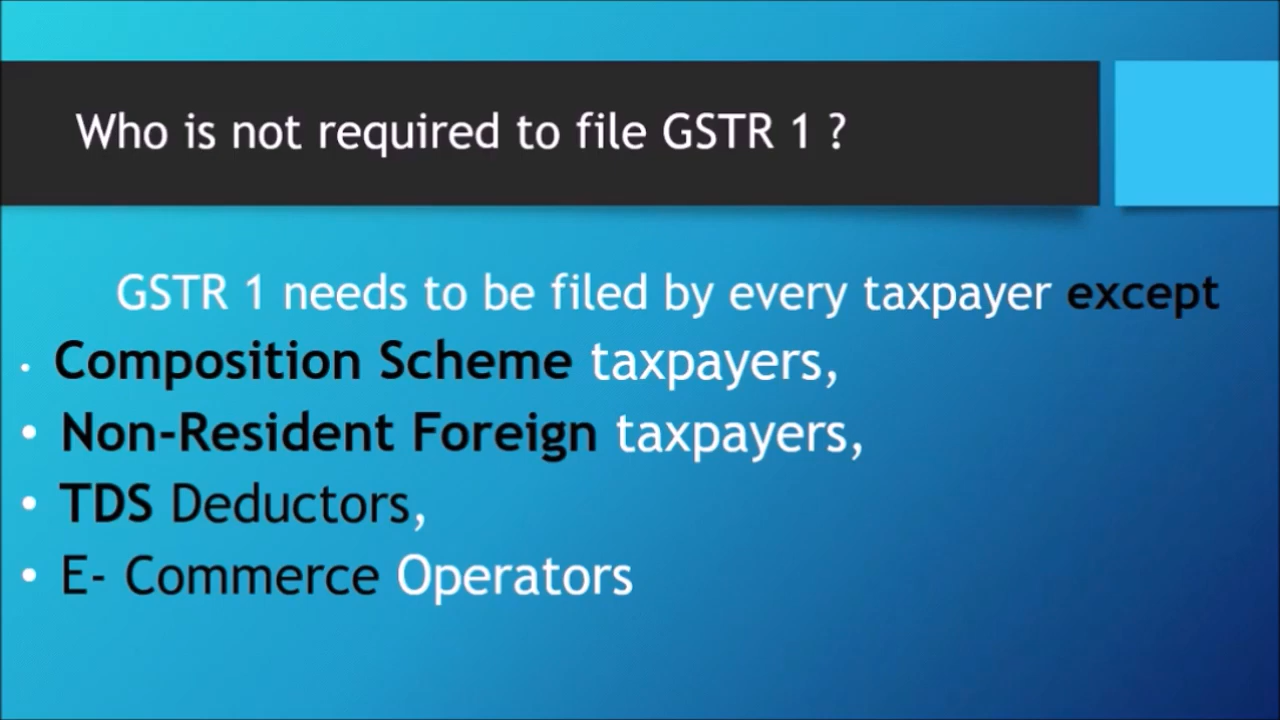 Who is not required to file GSTR 1 ?
GSTR 1 needs to be filed by every taxpayer except
• Composition Scheme taxpayers,
• Non-Resident Foreign taxpayers,
• TDS Deductors,
• E- Commerce Operators